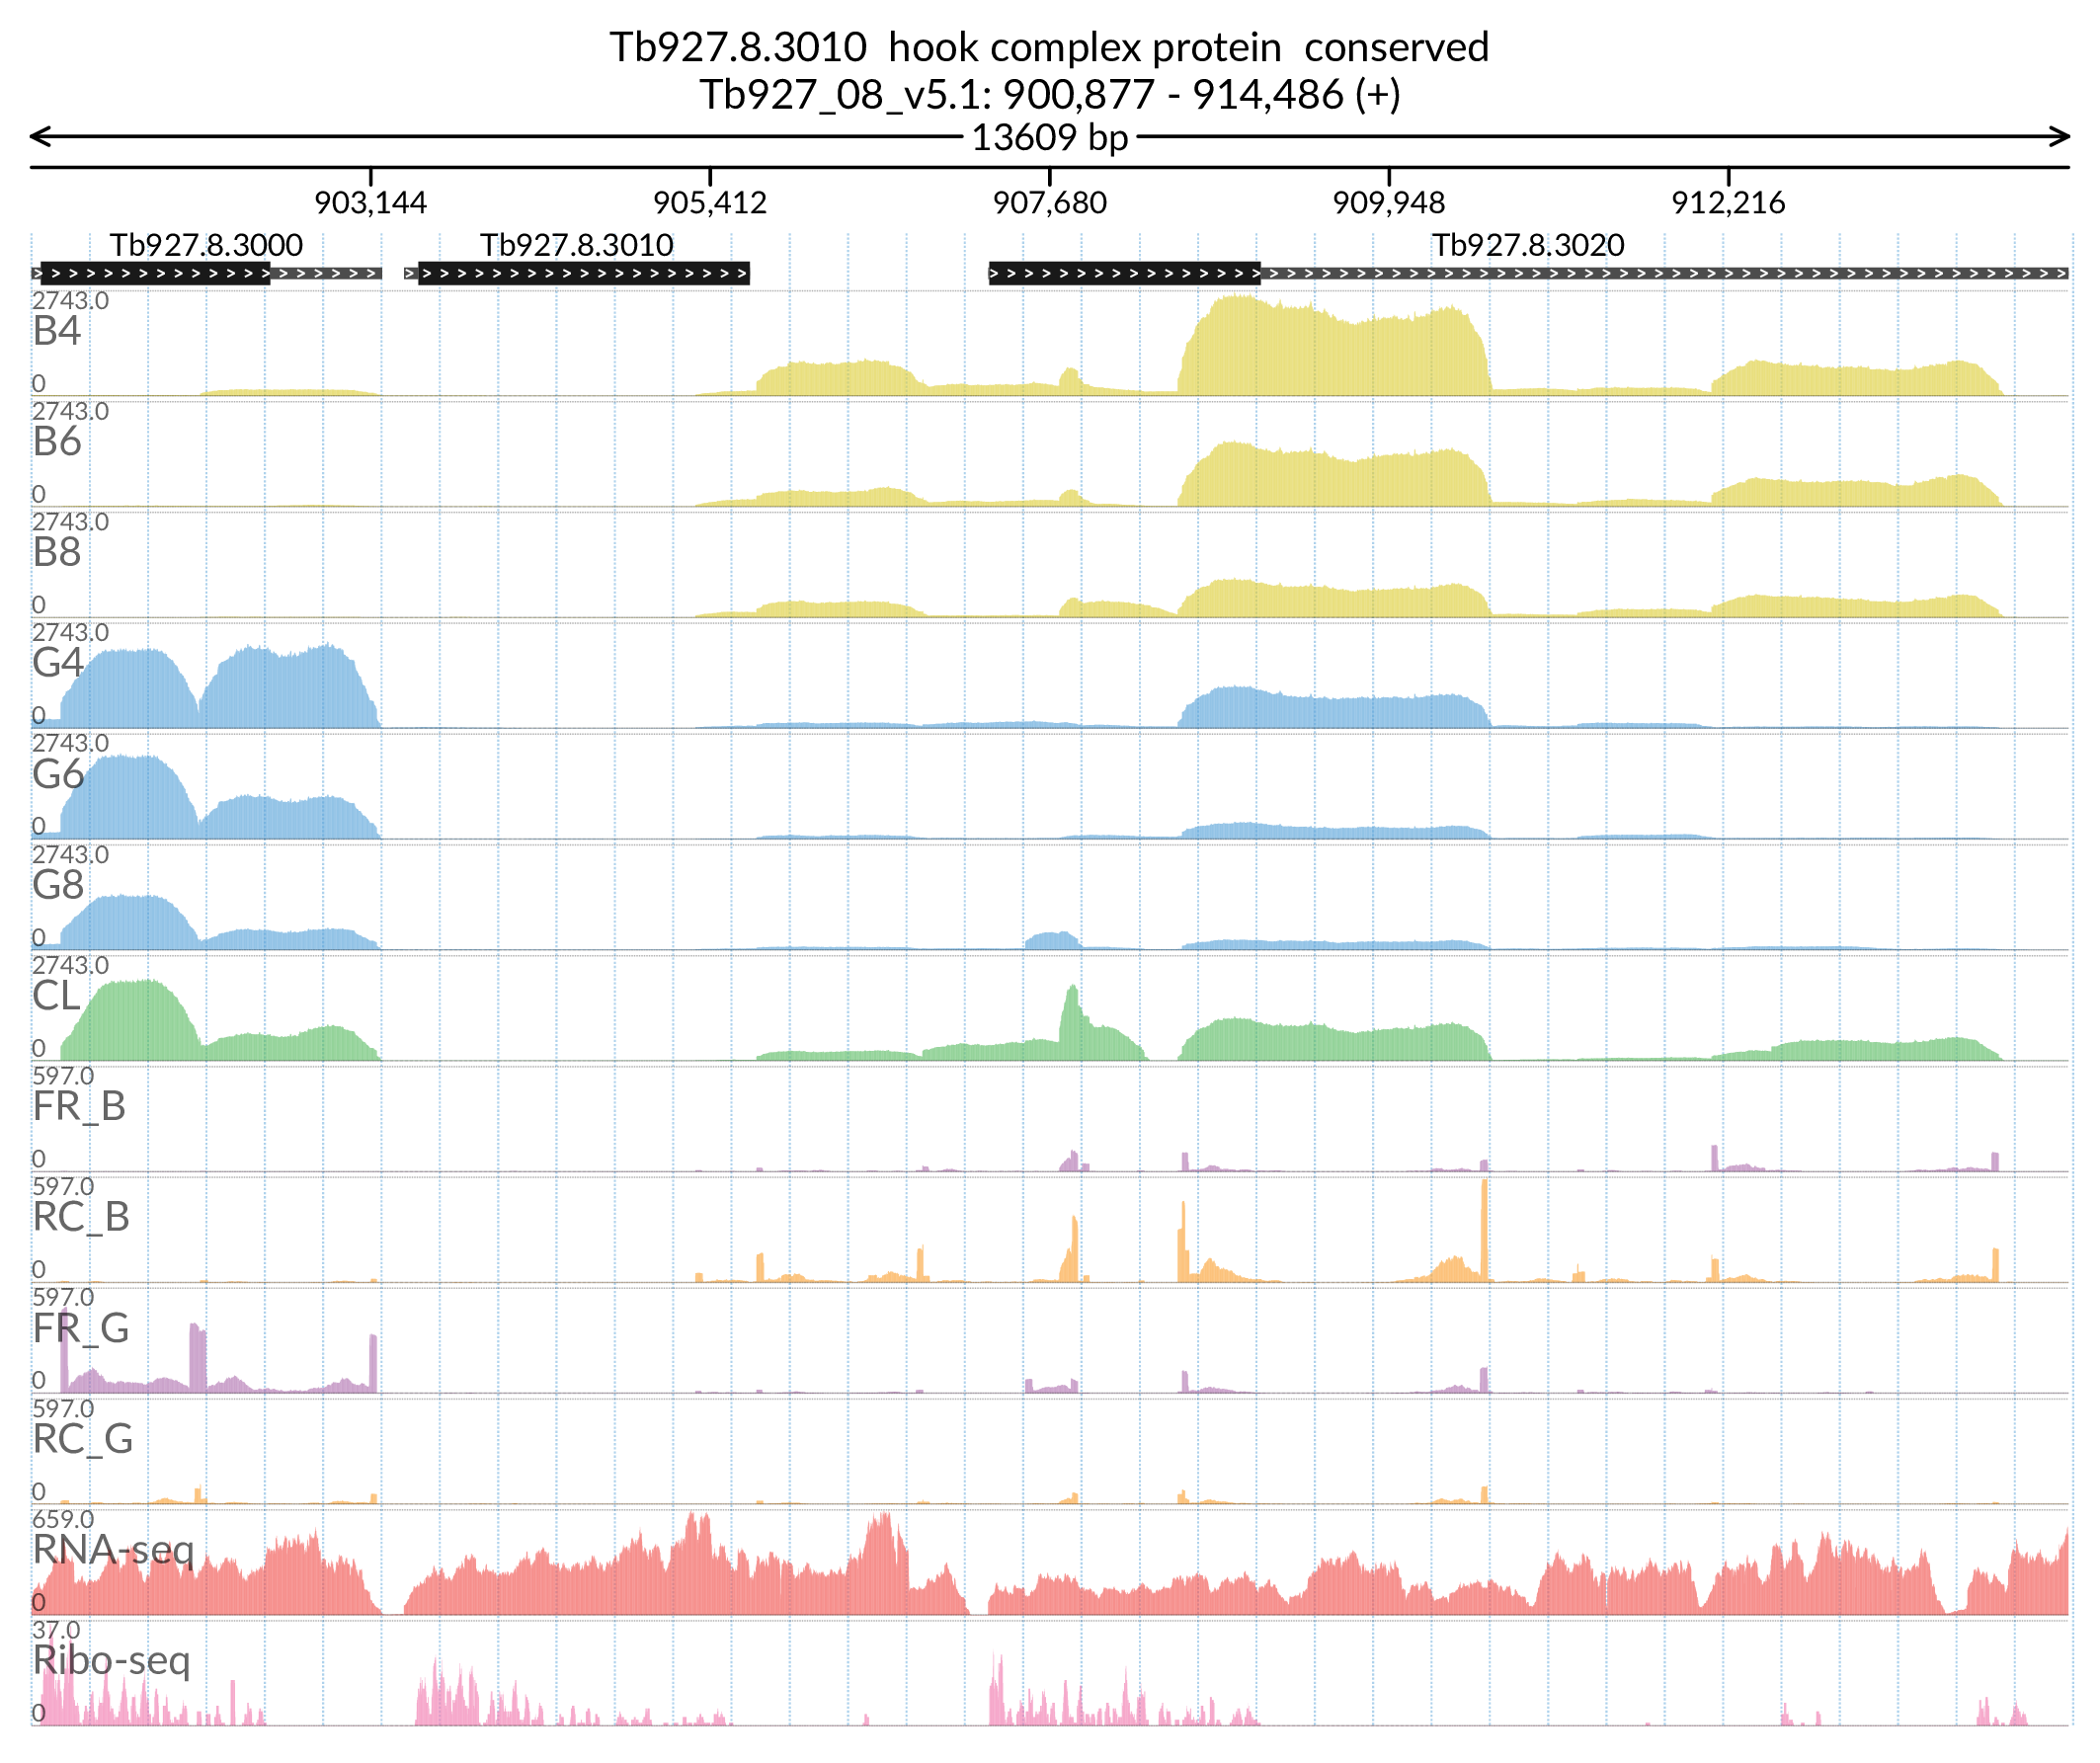 Tb927.8.3010  hook complex protein  conserved
Tb927_08_v5.1: 900,877 - 914,486 (+)
13609 bp
903,144 905,412 907,680 909,948 912,216
Tb927.8.3000 Tb927.8.3010 Tb927.8.3020
2743.0
B4
0
2743.0
B6
0
2743.0
B8
0
2743.0
G4
0
2743.0
G6
0
2743.0
G8
0
2743.0
CL
0
597.0
FR_B
0
597.0
RC_B
0
597.0
FR_G
0
597.0
RC_G
0
659.0
RNA-seq
0
37.0
Ribo-seq
0